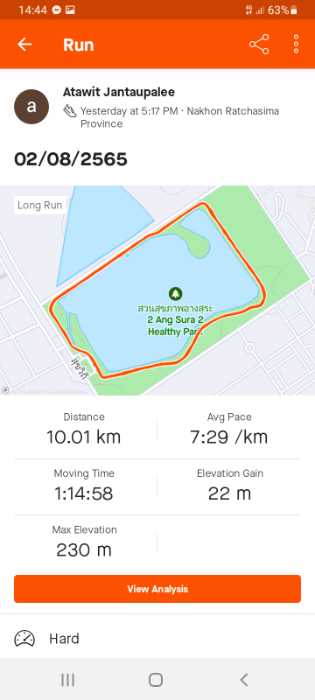 14:44 63%
Run
a
Atawit Jantaupalee
Yesterday at 5:17 PM · Nakhon Ratchasima
Province
02/08/2565
Long Run
สวนสุขภาพอ่างสุระ
2 Ang Sura 2
Healthy Park
Distance
10.01 km
Avg Pace
7:29 /km
Moving Time
1:14:58
Elevation Gain
22 m
Max Elevation
230 m
View Analysis
Hard